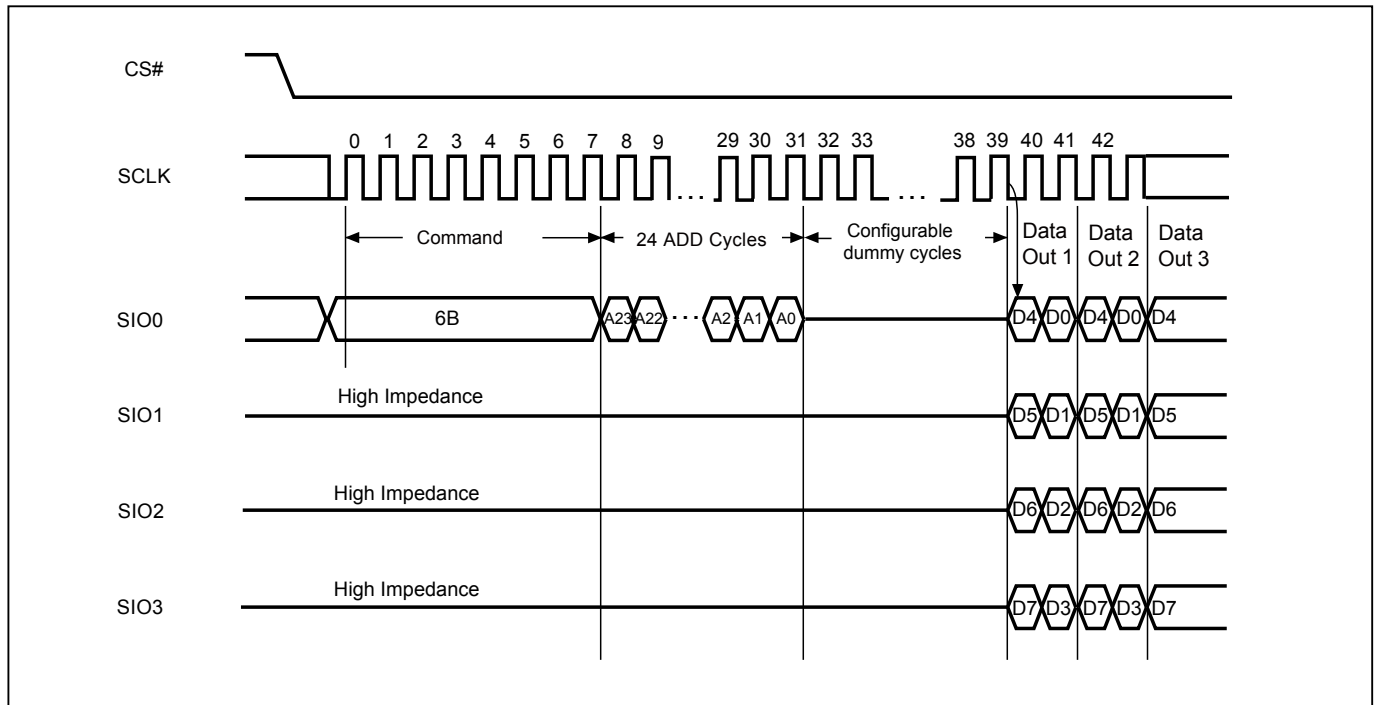 CS#
0 1 2 3 4 5 6 7 8 9 29 30 31 32 33 38 39 40 41 42
SCLK
. . . . . .
Command
24 ADD Cycles
Configurable
dummy cycles
Data
Out 1
Data
Out 2
Data
Out 3
SIO0
6B
A23 A22 . . . A2 A1 A0
D4 D0 D4 D0 D4
High Impedance
SIO1
D5 D1 D5 D1 D5
High Impedance
SIO2
D6 D2 D6 D2 D6
High Impedance
SIO3
D7 D3 D7 D3 D7